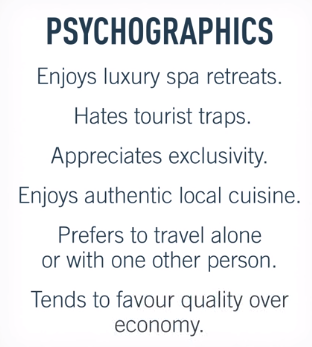 PSYCHOGRAPHICS
Enjoys luxury spa retreats.
Hates tourist traps.
Appreciates exclusivity.
Enjoys authentic local cuisine.
Prefers to travel alone
or with one other person.
Tends to favour quality over
economy.